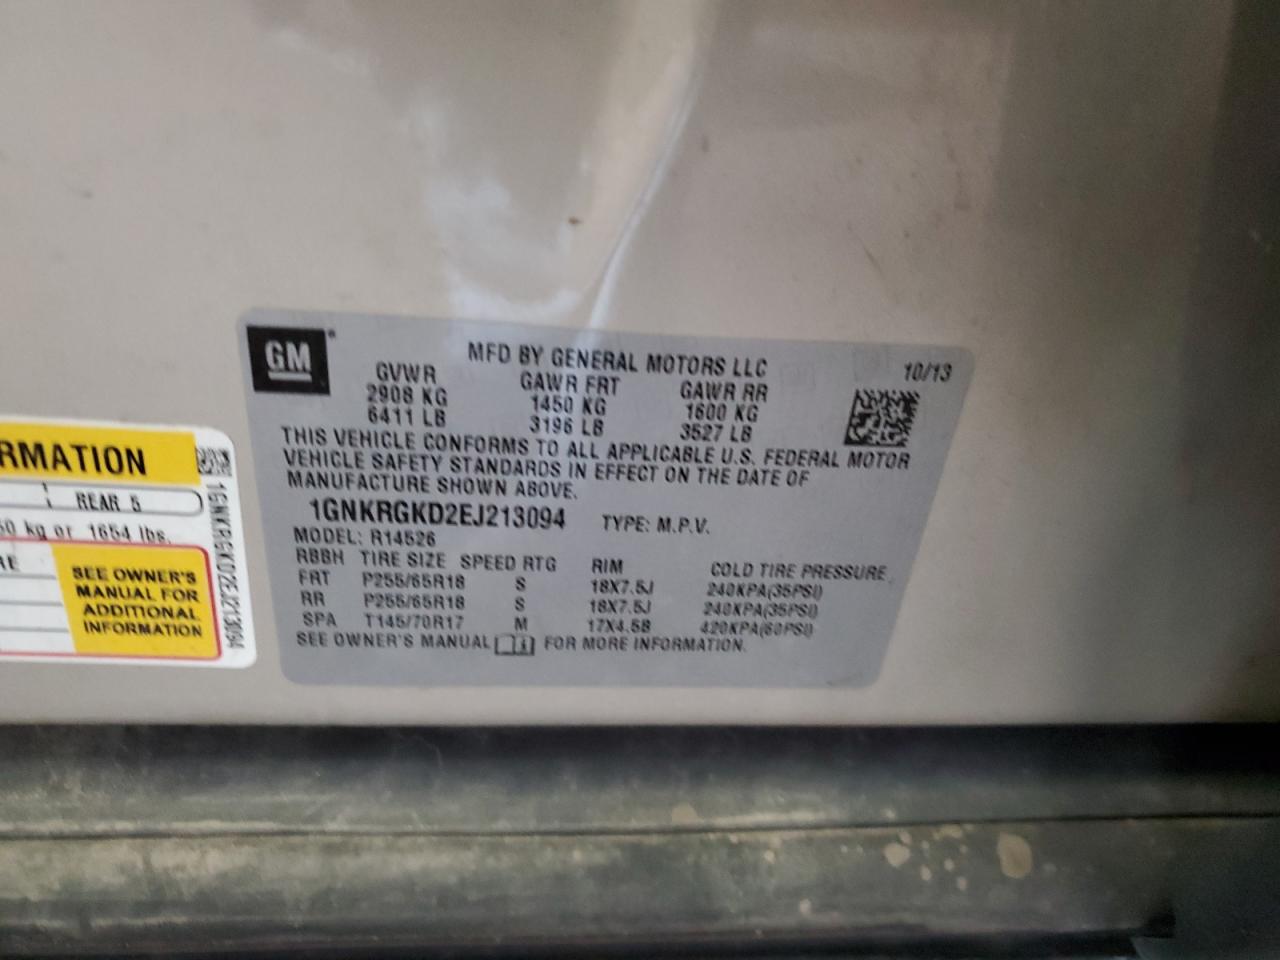 GM
MFD BY GENERAL MOTORS LLC
10/13
GVWR GAWR FRT GAWR RR
2908 KG 1450 KG 1600 KG
6411 LB 3196 LB 3527 LB
THIS VEHICLE CONFORMS TO ALL APPLICABLE U.S. FEDERAL MOTOR
VEHICLE SAFETY STANDARDS IN EFFECT ON THE DATE OF
MANUFACTURE SHOWN ABOVE.
1GNKRGKD2EJ213094 TYPE: M.P.V.
MODEL: R14526
RBBH TIRE SIZE SPEED RTG RIM COLD TIRE PRESSURE
FRT P255/65R18 S 18X7.5J 240KPA(35PSI)
RR P255/65R18 S 18X7.5J 240KPA(35PSI)
SPA T145/70R17 M 17X4.5B 420KPA(60PSI)
SEE OWNER'S MANUAL FOR MORE INFORMATION.
RMATION
REAR 5
50 kg or 1654 lbs.
RE
SEE OWNER'S
MANUAL FOR
ADDITIONAL
INFORMATION
1GNKRGKD2EJ213094